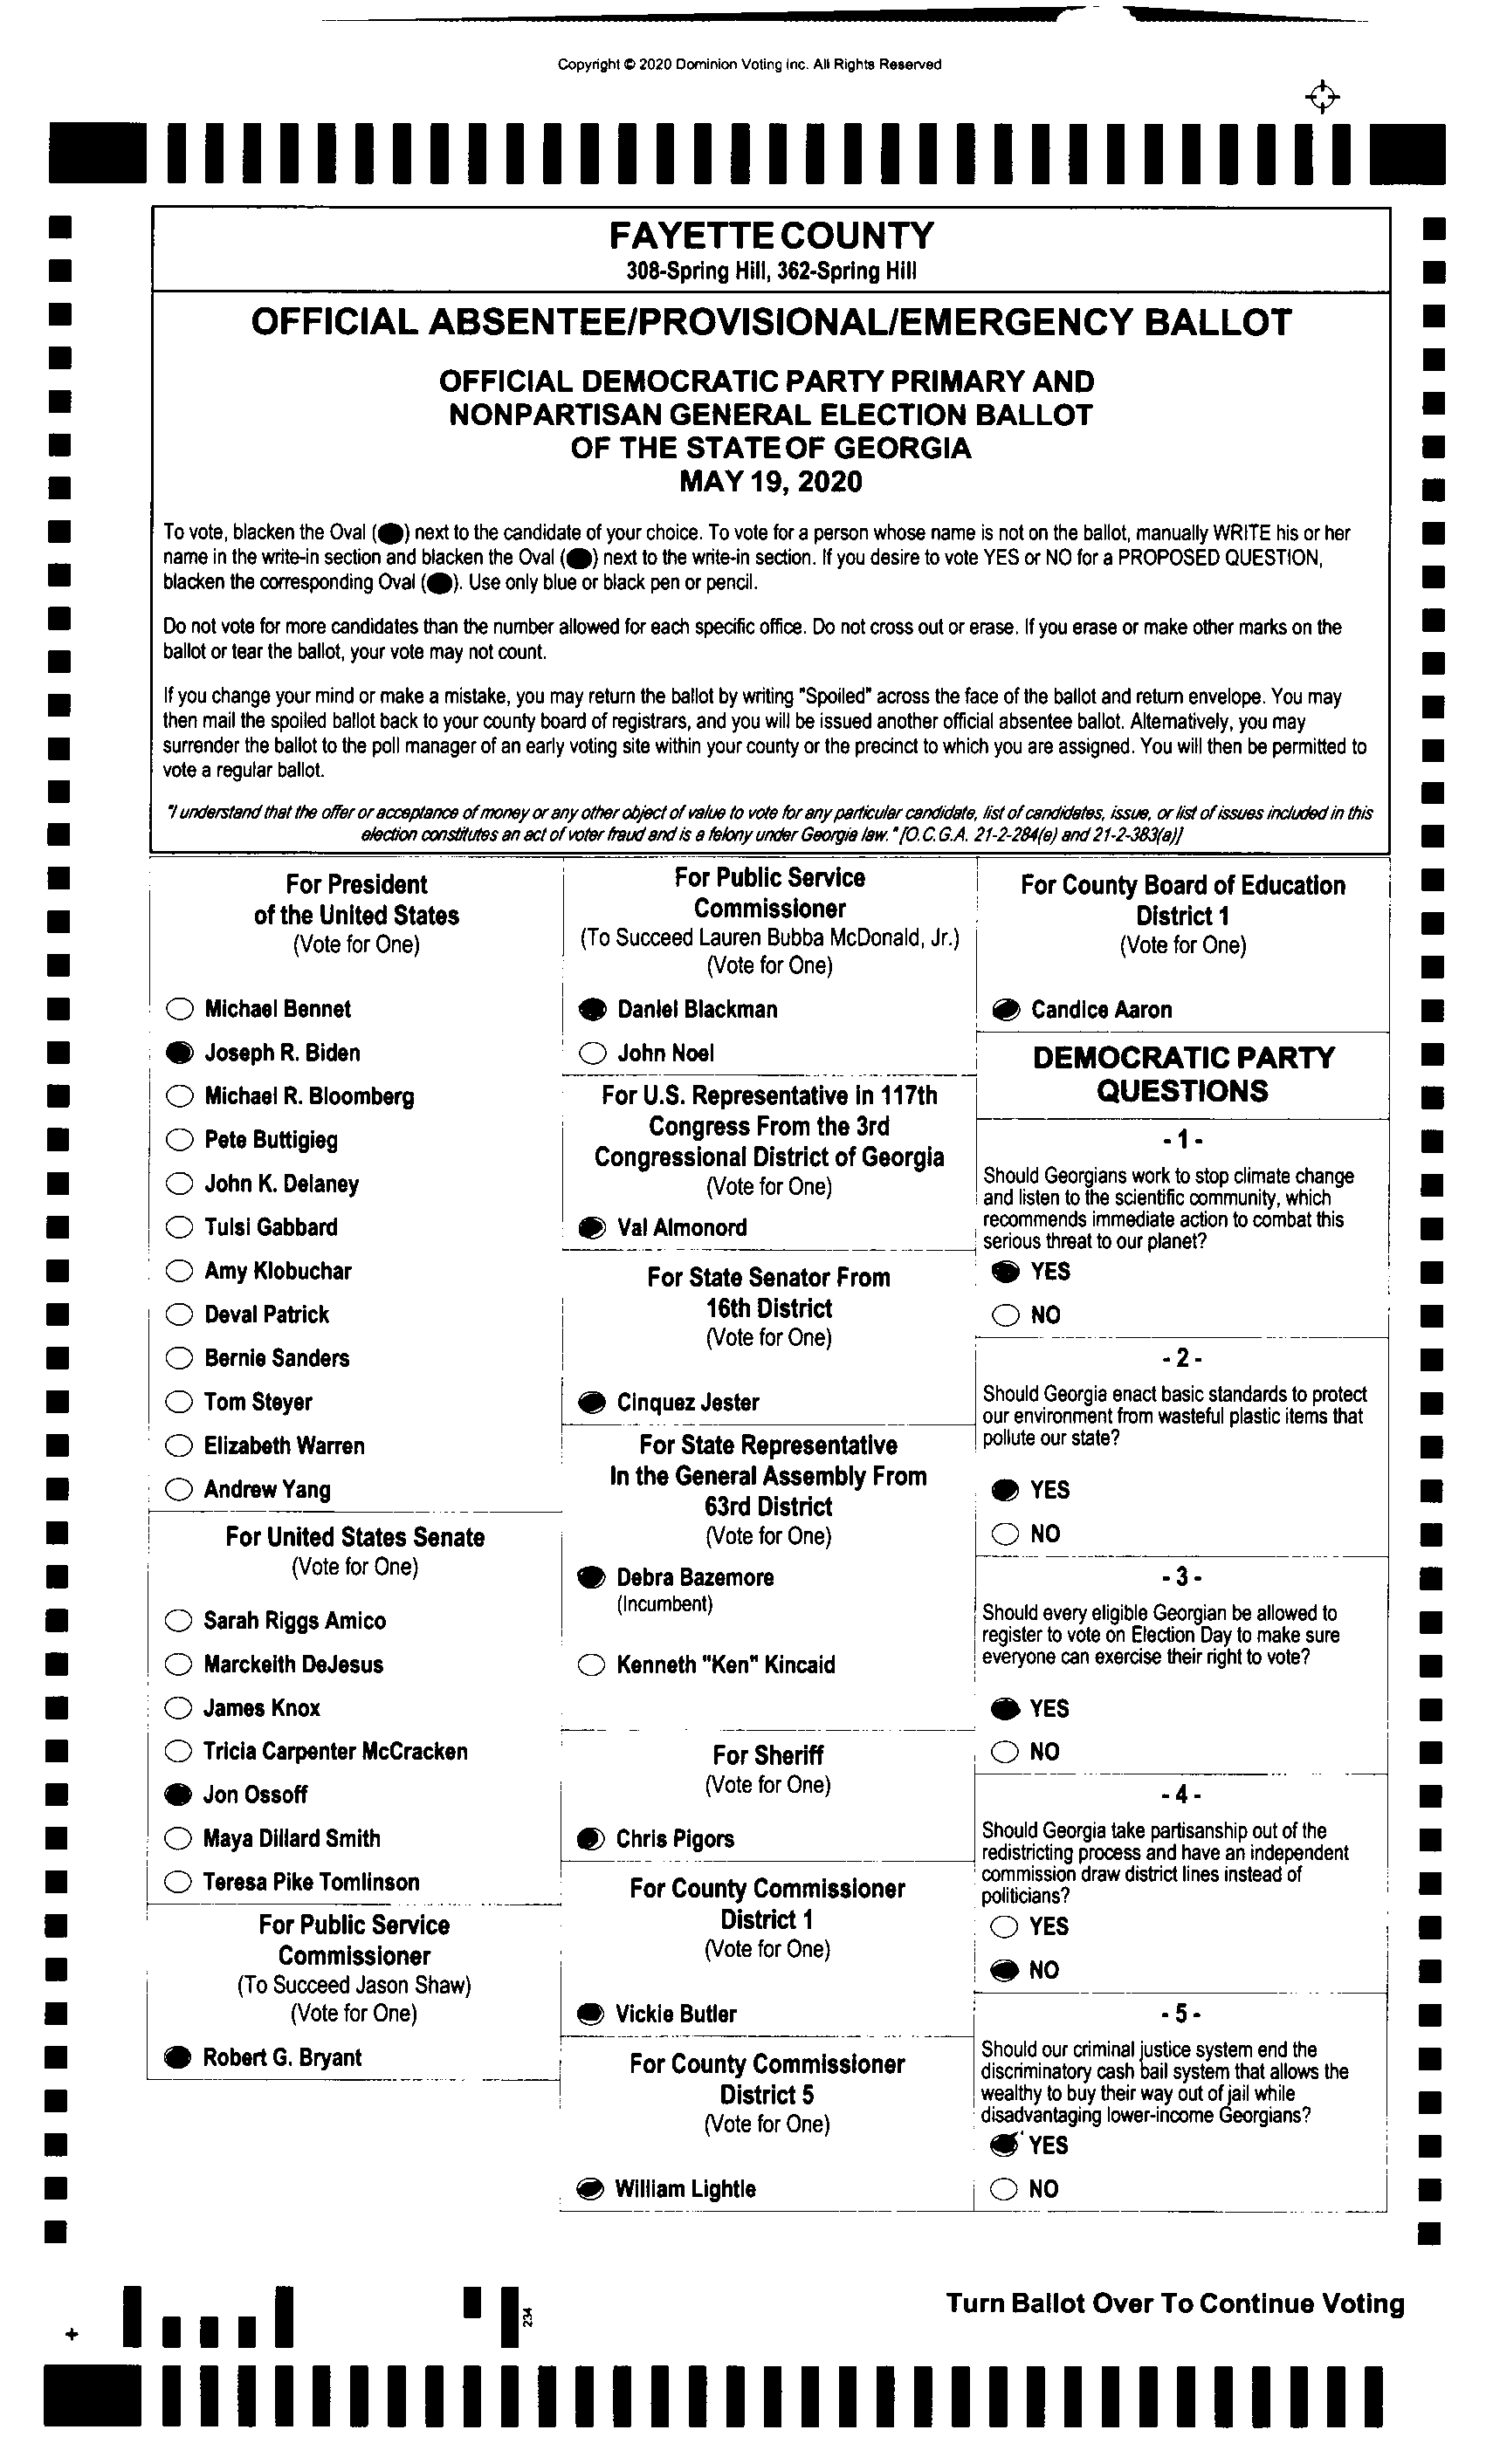 Copyright © 2020 Dominion Voting Inc. All Rights Reserved
FAYETTE COUNTY
308-Spring Hill, 362-Spring Hill
OFFICIAL ABSENTEE/PROVISIONAL/EMERGENCY BALLOT
OFFICIAL DEMOCRATIC PARTY PRIMARY AND
NONPARTISAN GENERAL ELECTION BALLOT
OF THE STATE OF GEORGIA
MAY 19, 2020
To vote, blacken the Oval ( ) next to the candidate of your choice. To vote for a person whose name is not on the ballot, manually WRITE his or her
name in the write-in section and blacken the Oval ( ) next to the write-in section. If you desire to vote YES or NO for a PROPOSED QUESTION,
blacken the corresponding Oval ( ). Use only blue or black pen or pencil.
Do not vote for more candidates than the number allowed for each specific office. Do not cross out or erase. If you erase or make other marks on the
ballot or tear the ballot, your vote may not count.
If you change your mind or make a mistake, you may return the ballot by writing "Spoiled" across the face of the ballot and return envelope. You may
then mail the spoiled ballot back to your county board of registrars, and you will be issued another official absentee ballot. Alternatively, you may
surrender the ballot to the poll manager of an early voting site within your county or the precinct to which you are assigned. You will then be permitted to
vote a regular ballot.
"I understand that the offer or acceptance of money or any other object of value to vote for any particular candidate, list of candidates, issue, or list of issues included in this
election constitutes an act of voter fraud and is a felony under Georgia law." [O.C.G.A. 21-2-284(e) and 21-2-383(a)]
For President
of the United States
(Vote for One)
Michael Bennet
Joseph R. Biden
Michael R. Bloomberg
Pete Buttigieg
John K. Delaney
Tulsi Gabbard
Amy Klobuchar
Deval Patrick
Bernie Sanders
Tom Steyer
Elizabeth Warren
Andrew Yang
For United States Senate
(Vote for One)
Sarah Riggs Amico
Marckeith DeJesus
James Knox
Tricia Carpenter McCracken
Jon Ossoff
Maya Dillard Smith
Teresa Pike Tomlinson
For Public Service
Commissioner
(To Succeed Jason Shaw)
(Vote for One)
Robert G. Bryant
For Public Service
Commissioner
(To Succeed Lauren Bubba McDonald, Jr.)
(Vote for One)
Daniel Blackman
John Noel
For U.S. Representative in 117th
Congress From the 3rd
Congressional District of Georgia
(Vote for One)
Val Almonord
For State Senator From
16th District
(Vote for One)
Cinquez Jester
For State Representative
In the General Assembly From
63rd District
(Vote for One)
Debra Bazemore
(Incumbent)
Kenneth "Ken" Kincaid
For Sheriff
(Vote for One)
Chris Pigors
For County Commissioner
District 1
(Vote for One)
Vickie Butler
For County Commissioner
District 5
(Vote for One)
William Lightle
For County Board of Education
District 1
(Vote for One)
Candice Aaron
DEMOCRATIC PARTY
QUESTIONS
- 1 -
Should Georgians work to stop climate change
and listen to the scientific community, which
recommends immediate action to combat this
serious threat to our planet?
YES
NO
- 2 -
Should Georgia enact basic standards to protect
our environment from wasteful plastic items that
pollute our state?
YES
NO
- 3 -
Should every eligible Georgian be allowed to
register to vote on Election Day to make sure
everyone can exercise their right to vote?
YES
NO
- 4 -
Should Georgia take partisanship out of the
redistricting process and have an independent
commission draw district lines instead of
politicians?
YES
NO
- 5 -
Should our criminal justice system end the
discriminatory cash bail system that allows the
wealthy to buy their way out of jail while
disadvantaging lower-income Georgians?
YES
NO
Turn Ballot Over To Continue Voting
234